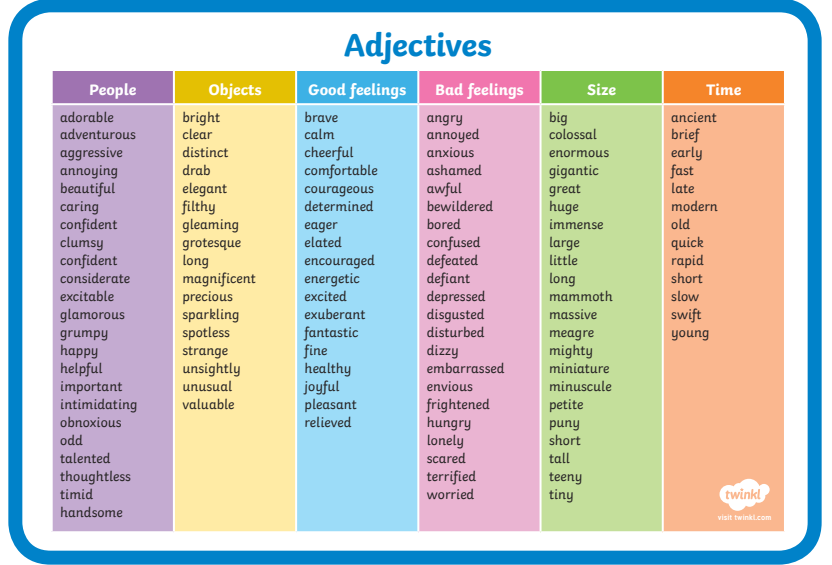 Adjectives
People
adorable
adventurous
aggressive
annoying
beautiful
caring
confident
clumsy
confident
considerate
excitable
glamorous
grumpy
happy
helpful
important
intimidating
obnoxious
odd
talented
thoughtless
timid
handsome
Objects
bright
clear
distinct
drab
elegant
filthy
gleaming
grotesque
long
magnificent
precious
sparkling
spotless
strange
unsightly
unusual
valuable
Good feelings
brave
calm
cheerful
comfortable
courageous
determined
eager
elated
encouraged
energetic
excited
exuberant
fantastic
fine
healthy
joyful
pleasant
relieved
Bad feelings
angry
annoyed
anxious
ashamed
awful
bewildered
bored
confused
defeated
defiant
depressed
disgusted
disturbed
dizzy
embarrassed
envious
frightened
hungry
lonely
scared
terrified
worried
Size
big
colossal
enormous
gigantic
great
huge
immense
large
little
long
mammoth
massive
meagre
mighty
miniature
minuscule
petite
puny
short
tall
teeny
tiny
Time
ancient
brief
early
fast
late
modern
old
quick
rapid
short
slow
swift
young
twinkl
visit twinkl.com